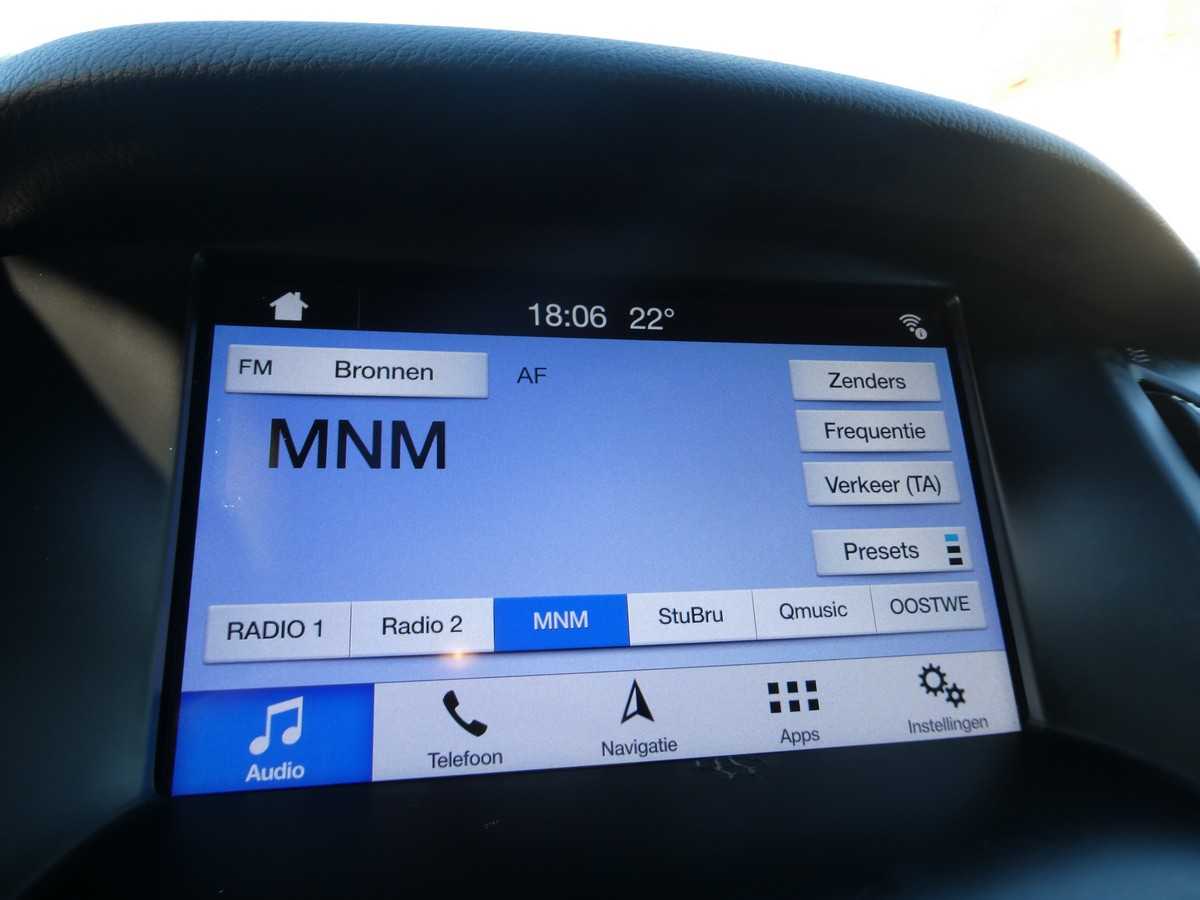 18:06 22°
FM Bronnen AF
Zenders
MNM
Frequentie
Verkeer (TA)
Presets
RADIO 1 Radio 2 MNM StuBru Qmusic OOSTWE
Audio Telefoon Navigatie Apps Instellingen